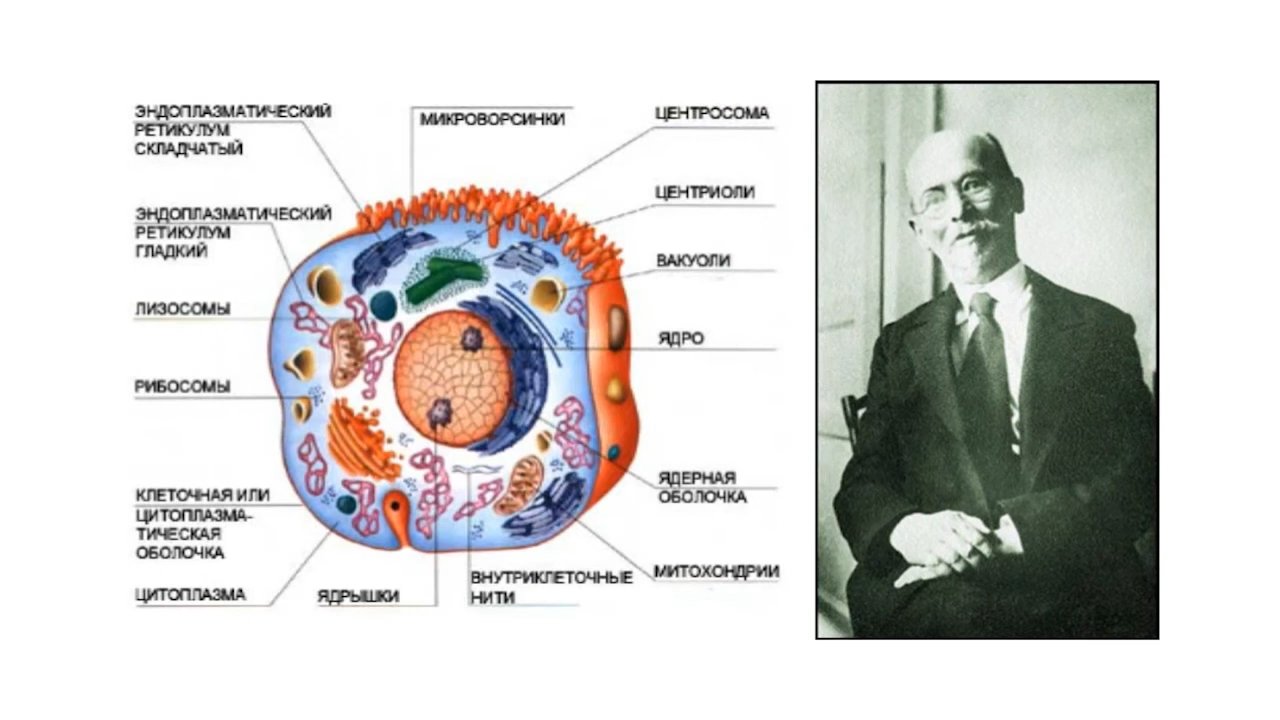 ЭНДОПЛАЗМАТИЧЕСКИЙ
РЕТИКУЛУМ
СКЛАДЧАТЫЙ
ЭНДОПЛАЗМАТИЧЕСКИЙ
РЕТИКУЛУМ
ГЛАДКИЙ
ЛИЗОСОМЫ
РИБОСОМЫ
КЛЕТОЧНАЯ ИЛИ
ЦИТОПЛАЗМА-
ТИЧЕСКАЯ
ОБОЛОЧКА
ЦИТОПЛАЗМА
МИКРОВОРСИНКИ
ЯДРЫШКИ
ВНУТРИКЛЕТОЧНЫЕ
НИТИ
ЦЕНТРОСОМА
ЦЕНТРИОЛИ
ВАКУОЛИ
ЯДРО
ЯДЕРНАЯ
ОБОЛОЧКА
МИТОХОНДРИИ